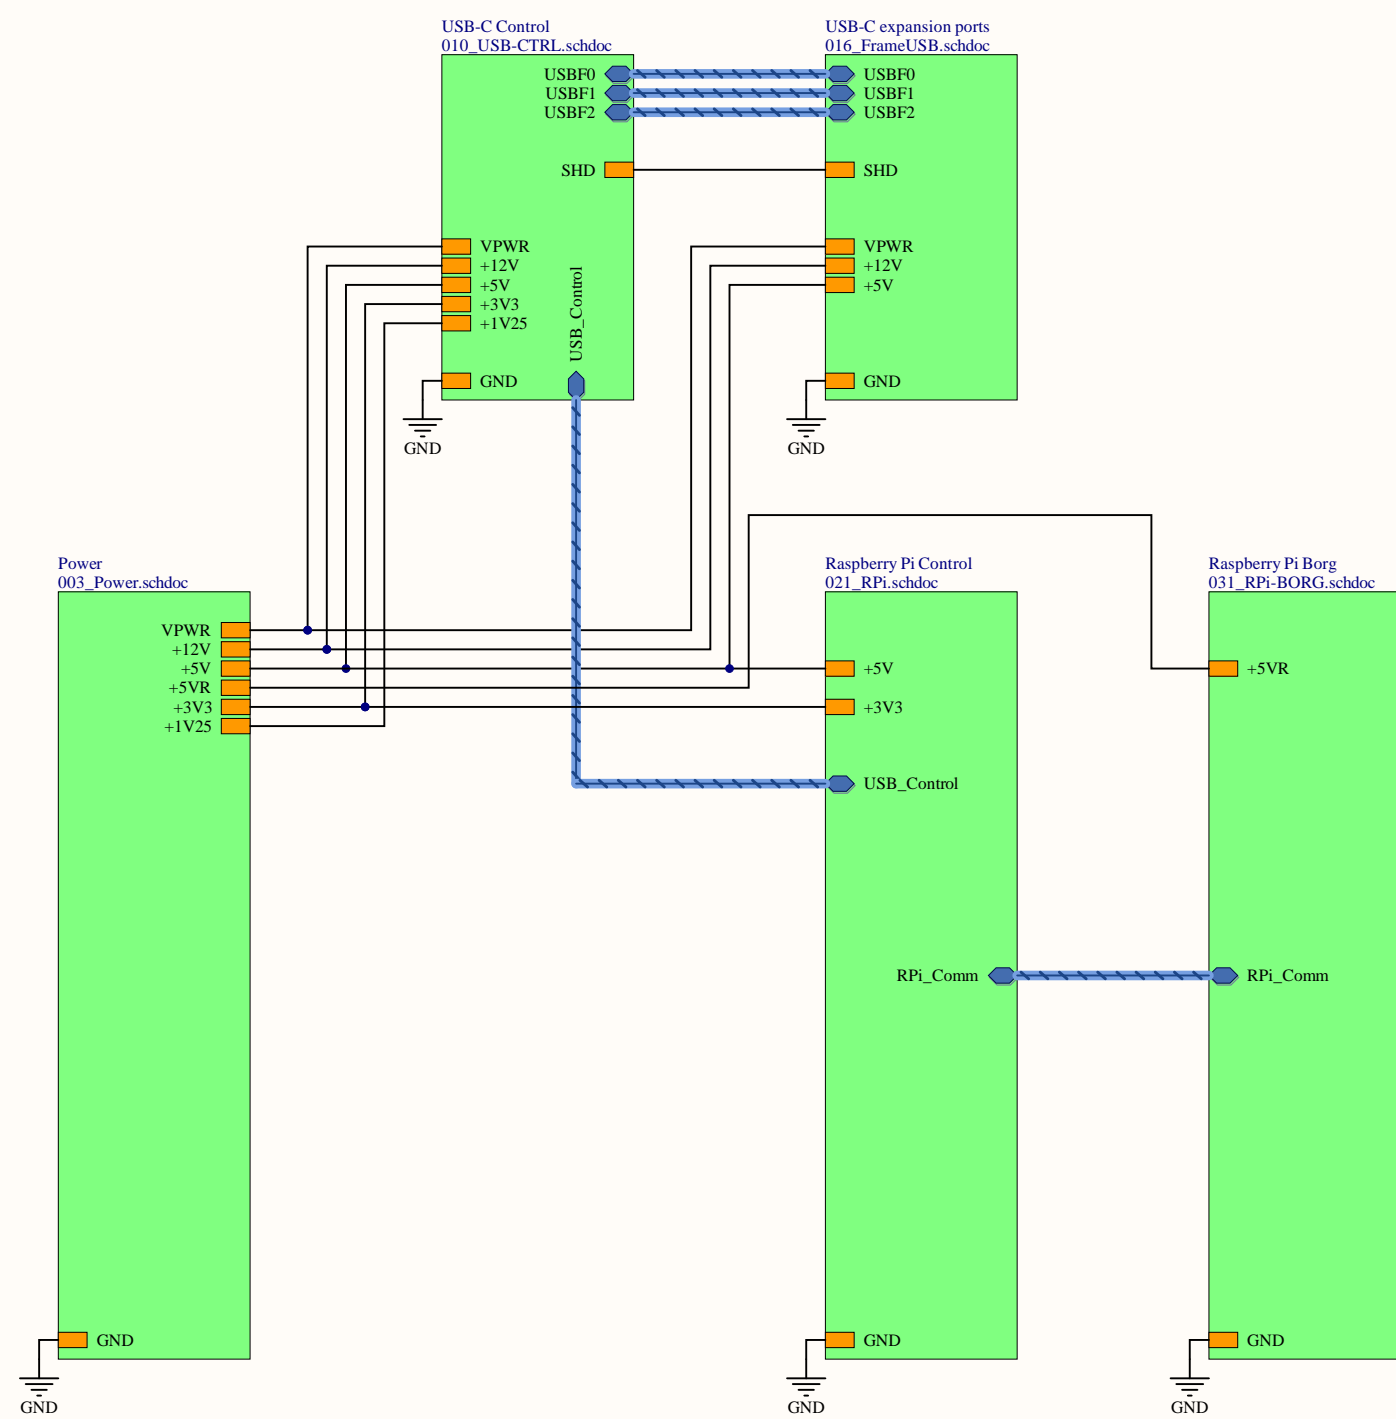 USB-C Control
010_USB-CTRL.schdoc
USBF0
USBF1
USBF2
SHD
VPWR
+12V
+5V
+3V3
+1V25
GND
USB_Control
GND
USB-C expansion ports
016_FrameUSB.schdoc
USBF0
USBF1
USBF2
SHD
VPWR
+12V
+5V
GND
GND
Power
003_Power.schdoc
VPWR
+12V
+5V
+5VR
+3V3
+1V25
GND
GND
Raspberry Pi Control
021_RPi.schdoc
+5V
+3V3
USB_Control
RPi_Comm
GND
GND
Raspberry Pi Borg
031_RPi-BORG.schdoc
+5VR
RPi_Comm
GND
GND